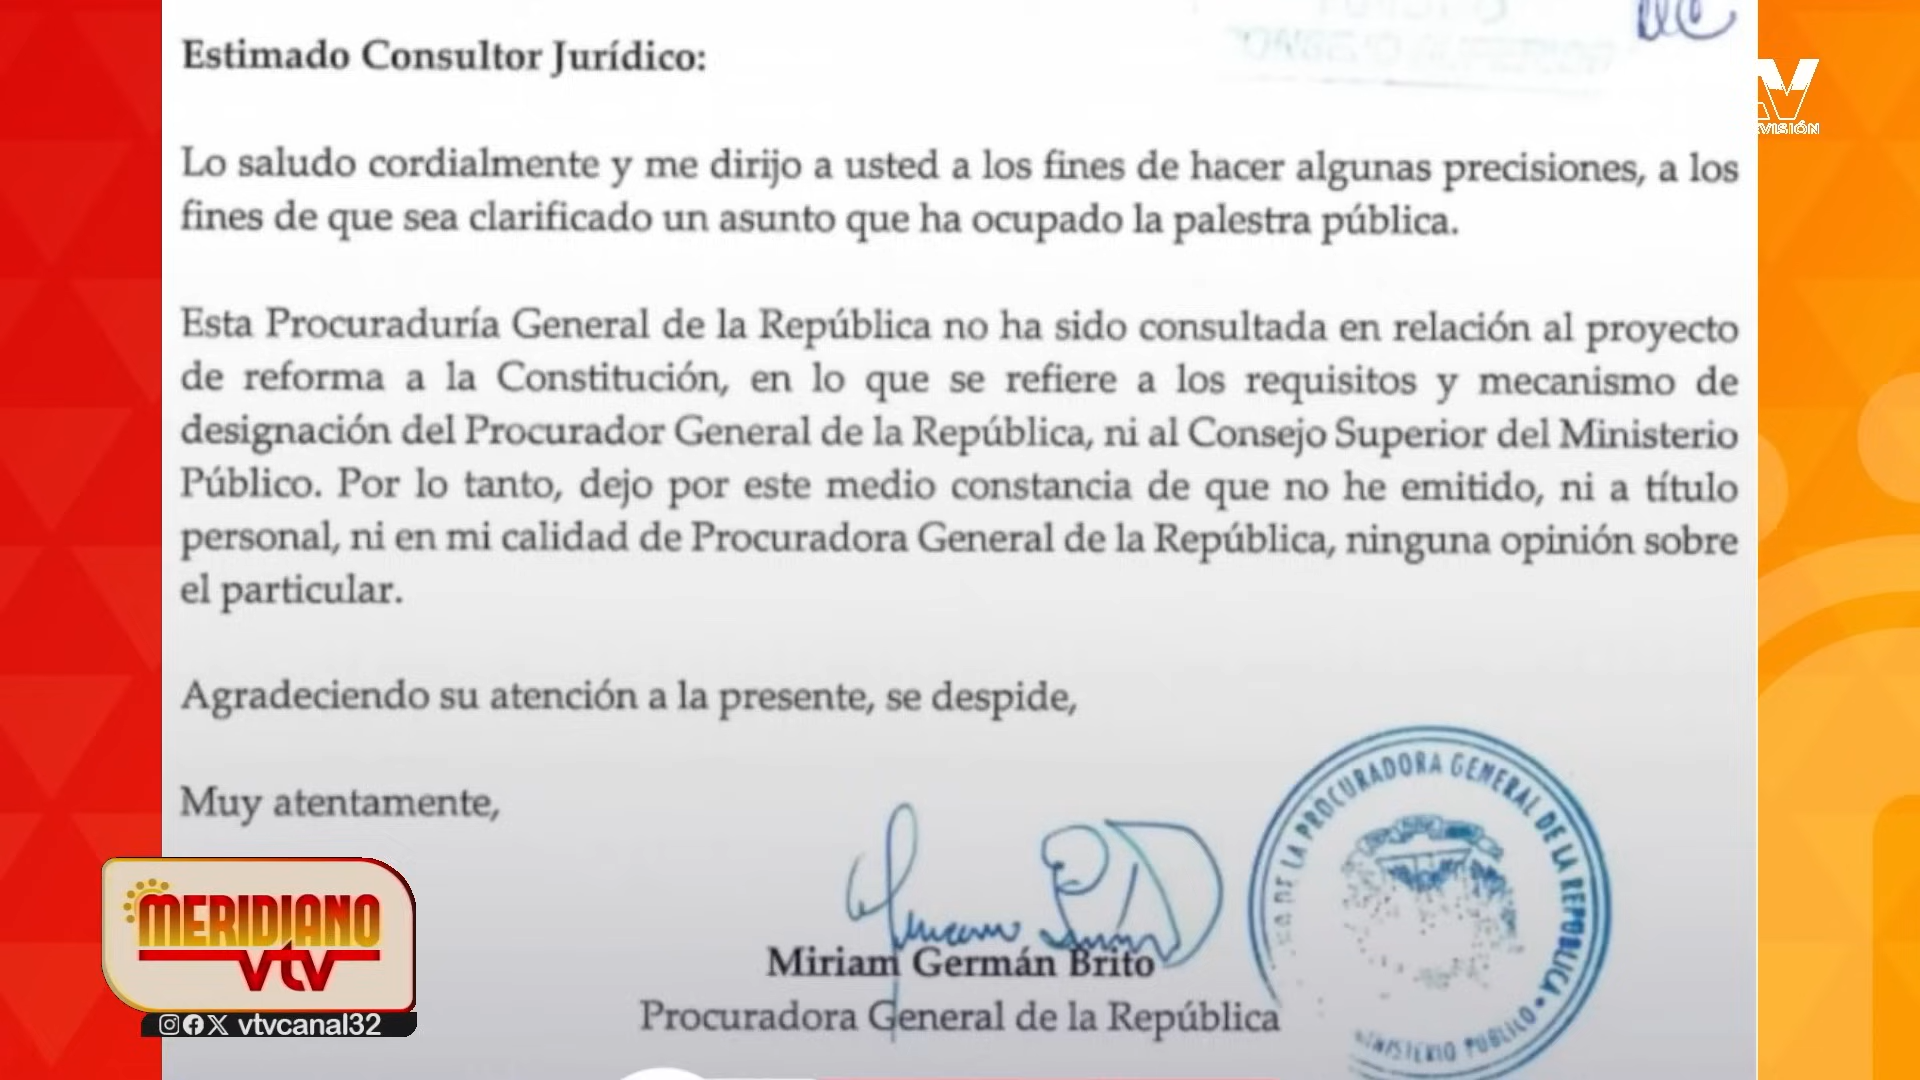 Estimado Consultor Jurídico:
Lo saludo cordialmente y me dirijo a usted a los fines de hacer algunas precisiones, a los
fines de que sea clarificado un asunto que ha ocupado la palestra pública.
Esta Procuraduría General de la República no ha sido consultada en relación al proyecto
de reforma a la Constitución, en lo que se refiere a los requisitos y mecanismo de
designación del Procurador General de la República, ni al Consejo Superior del Ministerio
Público. Por lo tanto, dejo por este medio constancia de que no he emitido, ni a título
personal, ni en mi calidad de Procuradora General de la República, ninguna opinión sobre
el particular.
Agradeciendo su atención a la presente, se despide,
Muy atentamente,
Miriam Germán Brito
Procuradora General de la República
DE LA PROCURADORA GENERAL DE LA REPÚBLICA
MINISTERIO PÚBLICO
MERIDIANO
vtv
vtvcanal32